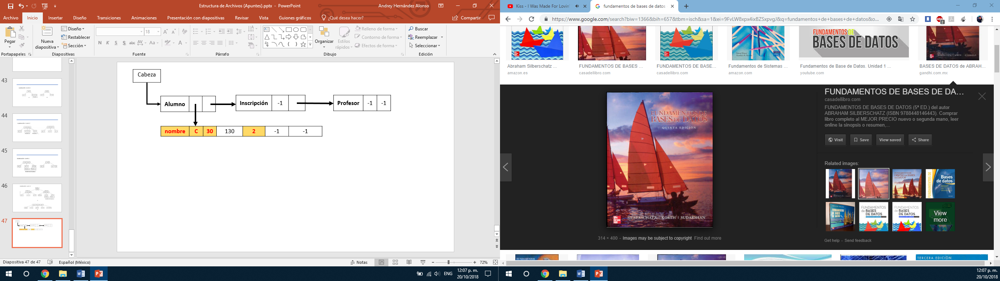 Estructura de Archivos (Apuntes).pptx - PowerPoint
Andrey Hernández Alonso
Archivo Inicio Insertar Diseño Transiciones Animaciones Presentación con diapositivas Revisar Vista Guiones gráficos ¿Qué desea hacer? Compartir
Pegar
Portapapeles
Nueva diapositiva
Diseño
Restablecer
Sección
Diapositivas
18
N K S S abc AV Aa A
Fuente
Párrafo
Organizar
Estilos rápidos
Relleno de forma
Contorno de forma
Efectos de forma
Dibujo
Buscar
Reemplazar
Seleccionar
Edición
43
44
45
46
47
Cabeza
Alumno
Inscripción -1
Profesor -1 -1
nombre C 30 130 2 -1 -1
Diapositiva 47 de 47 Español (México) Notas 72%
ENG 12:07 p. m.
20/10/2018
Kiss - I Was Made For Lovin'
fundamentos de bases de datos
https://www.google.com/search?biw=1366&bih=657&tbm=isch&sa=1&ei=9FvLW8xpx4ixBZSxpvgJ&q=fundamentos+de+bases+de+datos&o...
ABP
2
FUNDAMENTOS DE
BASES DE DATOS
Abraham Silberschatz ...
amazon.es
FUNDAMENTOS DE BASES ...
casadellibro.com
FUNDAMENTOS DE BASE...
casadellibro.com
Fundamentos de Sistemas ...
amazon.com
Fundamentos de Base de Datos. Unidad 1 ...
youtube.com
BASES DE DATOS de ABRAH...
gandhi.com.mx
FUNDAMENTOS DE
BASES DE DATOS
QUINTA EDICIÓN
Mc Graw Hill
SILBERSCHATZ | KORTH | SUDARSHAN
314 × 400 - Images may be subject to copyright Find out more
FUNDAMENTOS DE BASES DE DA...
casadellibro.com
FUNDAMENTOS DE BASES DE DATOS (5ª ED.) del autor
ABRAHAM SILBERSCHATZ (ISBN 9788448146443). Comprar
libro completo al MEJOR PRECIO nuevo o segunda mano, leer
online la sinopsis o resumen,...
Visit Save View saved Share
Related images:
Bases
de datos
FUNDAMENTOS
de BASES
DE DATOS
FUNDAMENTOS
de BASES
DE DATOS
View
more
Get help - Send feedback
TERCERA EDICIÓN
12:07 p. m.
20/10/2018